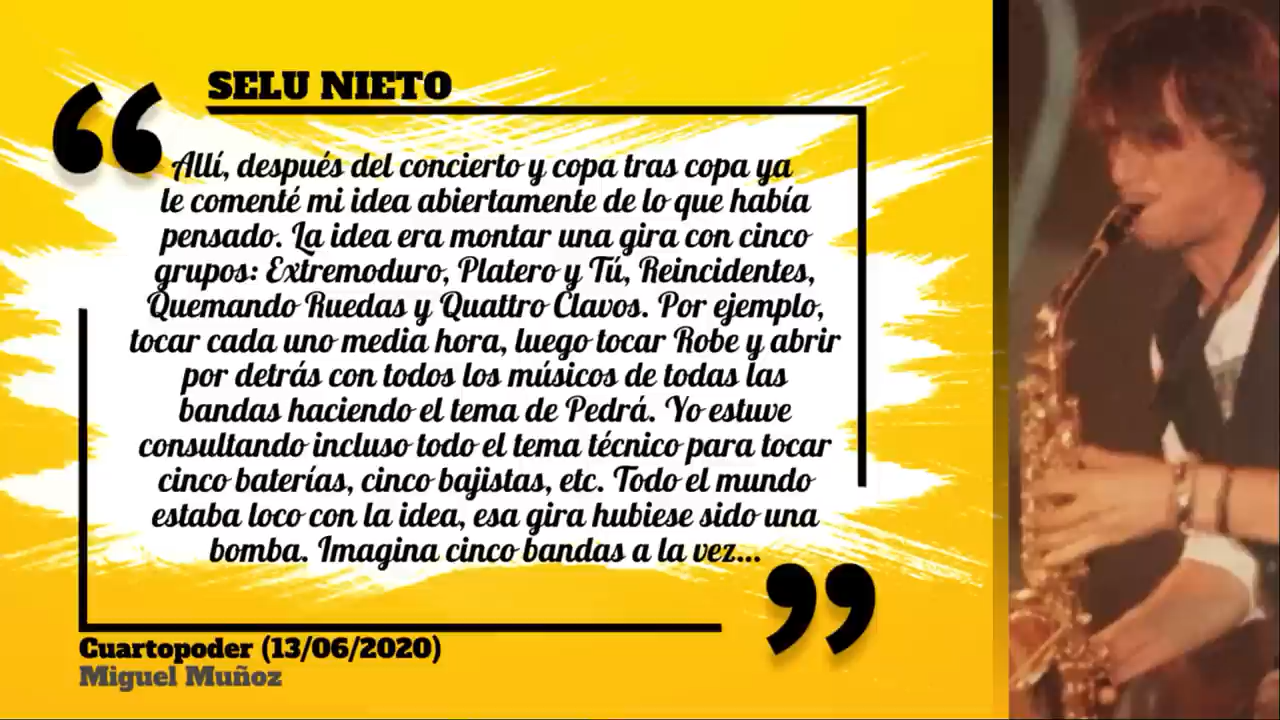 SELU NIETO
“Allí, después del concierto y copa tras copa ya
le comenté mi idea abiertamente de lo que había
pensado. La idea era montar una gira con cinco
grupos: Extremoduro, Platero y Tú, Reincidentes,
Quemando Ruedas y Quattro Clavos. Por ejemplo,
tocar cada uno media hora, luego tocar Robe y abrir
por detrás con todos los músicos de todas las
bandas haciendo el tema de Pedrá. Yo estuve
consultando incluso todo el tema técnico para tocar
cinco baterías, cinco bajistas, etc. Todo el mundo
estaba loco con la idea, esa gira hubiese sido una
bomba. Imagina cinco bandas a la vez...”
Cuartopoder (13/06/2020)
Miguel Muñoz